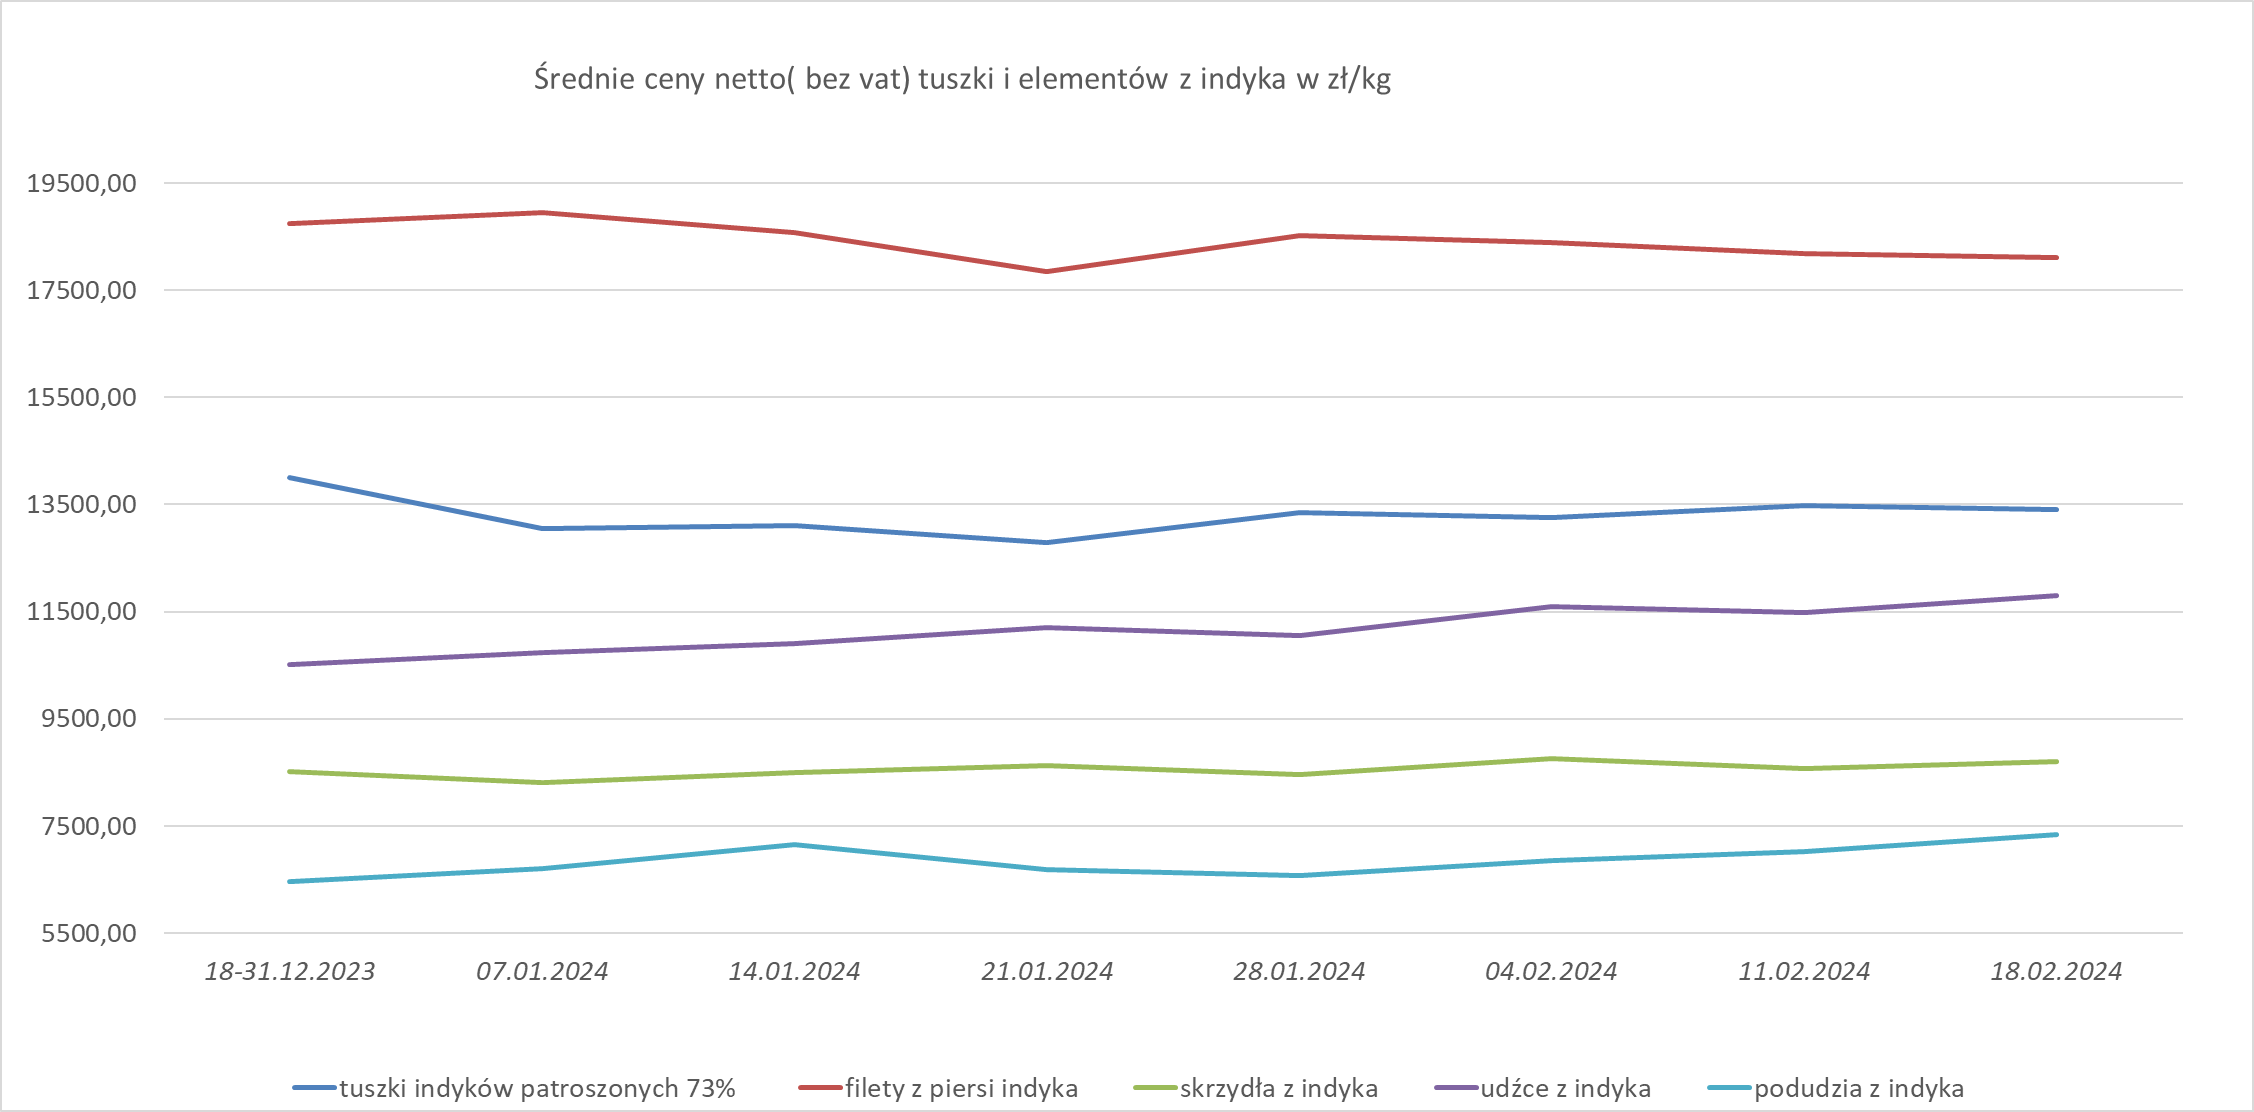 Średnie ceny netto( bez vat) tuszki i elementów z indyka w zł/kg
19500,00
17500,00
15500,00
13500,00
11500,00
9500,00
7500,00
5500,00
18-31.12.2023 07.01.2024 14.01.2024 21.01.2024 28.01.2024 04.02.2024 11.02.2024 18.02.2024
tuszki indyków patroszonych 73% filety z piersi indyka skrzydła z indyka udźce z indyka podudzia z indyka